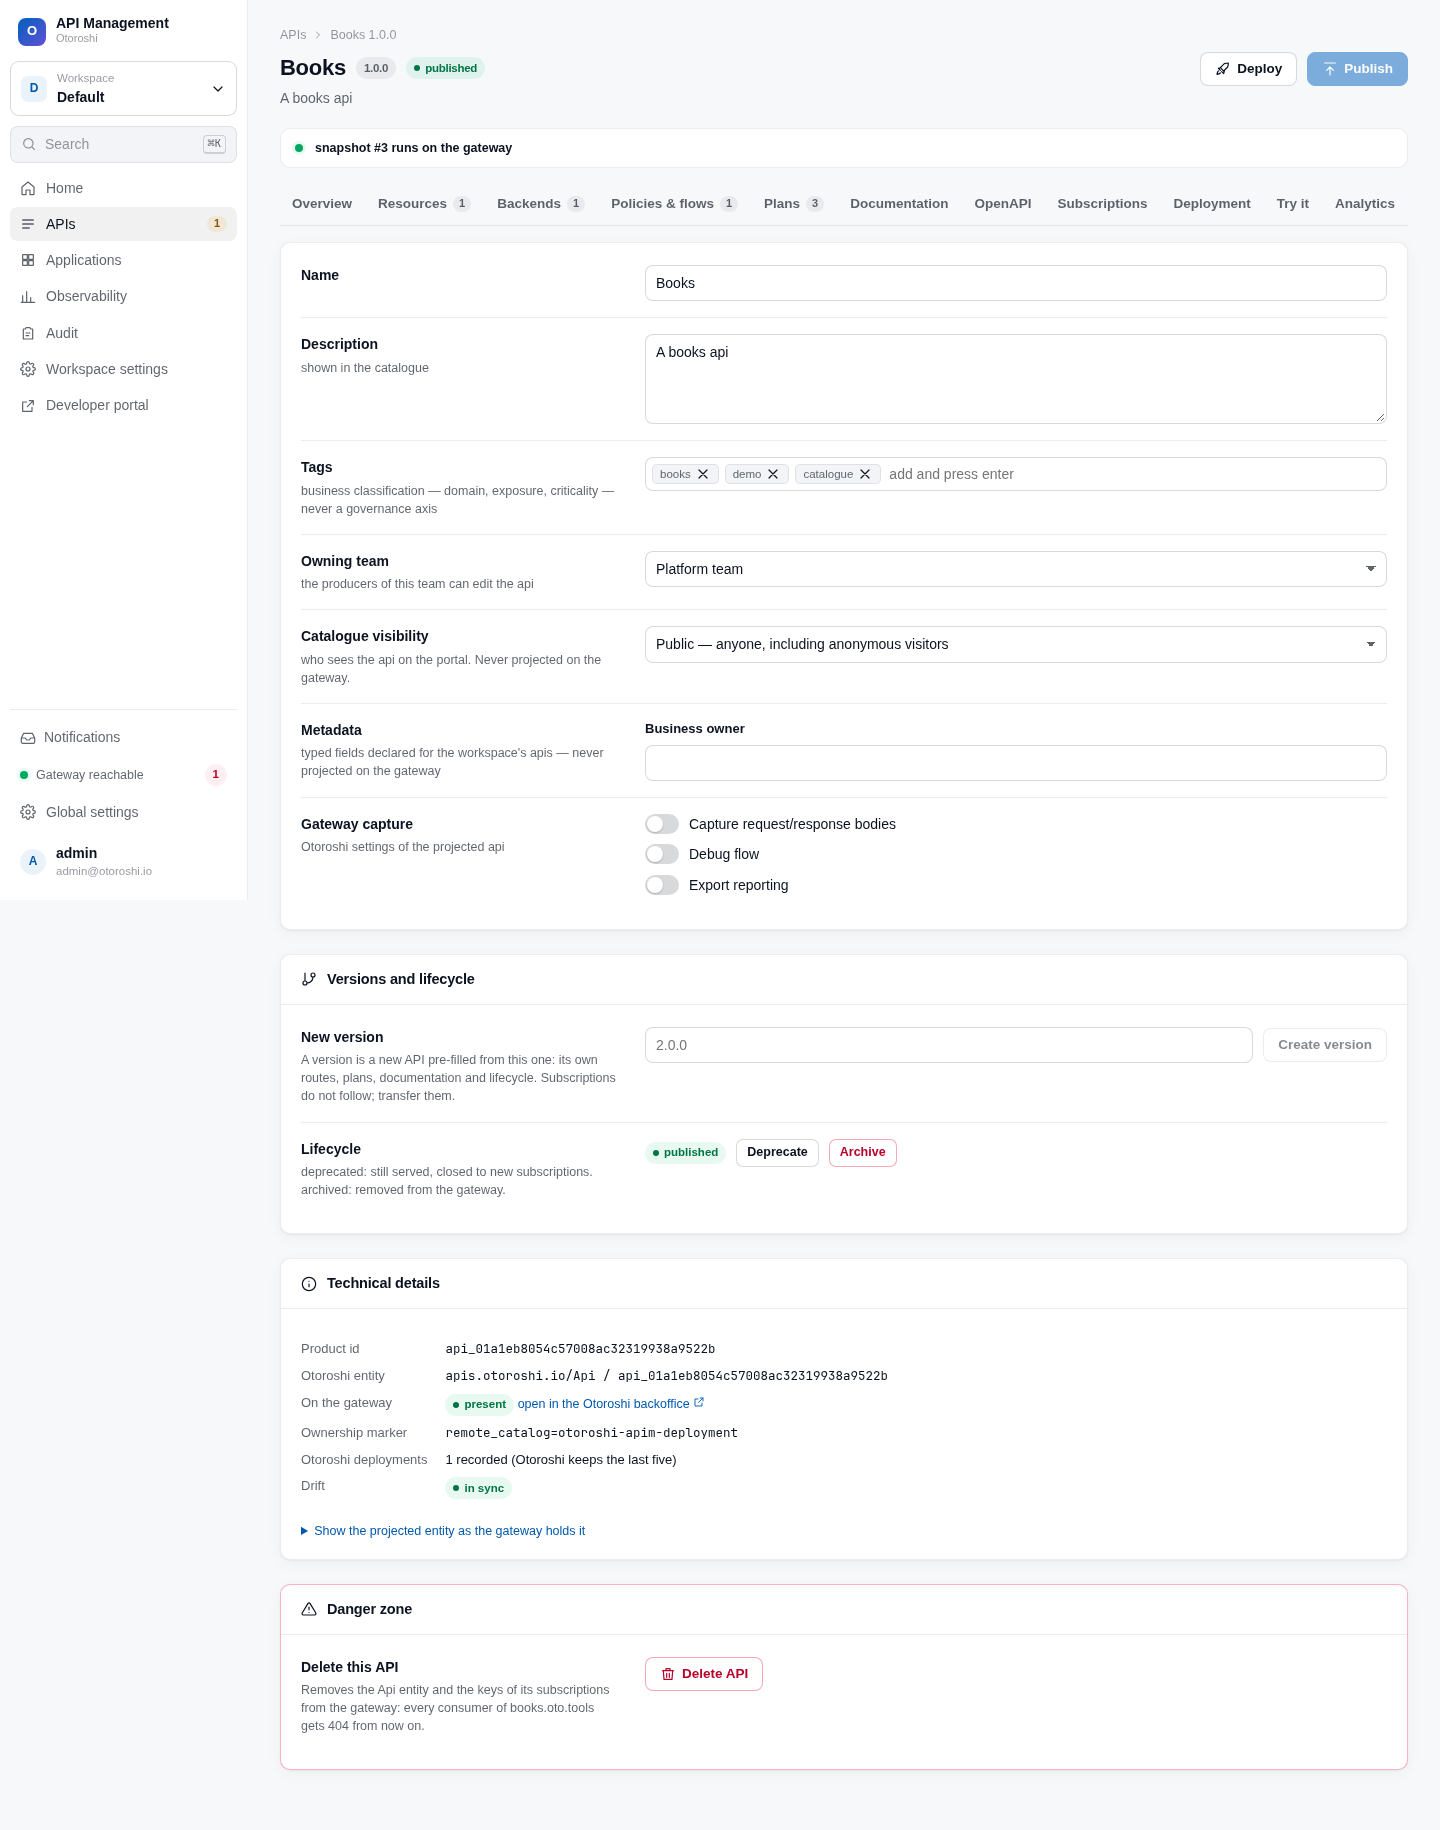 O
API Management
Otoroshi
D
Workspace
Default
Search
⌘K
Home
APIs
1
Applications
Observability
Audit
Workspace settings
Developer portal
Notifications
Gateway reachable
1
Global settings
A
admin
admin@otoroshi.io
APIs > Books 1.0.0
Books 1.0.0 published
A books api
Deploy
Publish
snapshot #3 runs on the gateway
Overview Resources 1 Backends 1 Policies & flows 1 Plans 3 Documentation OpenAPI Subscriptions Deployment Try it Analytics
Name
Books
Description
shown in the catalogue
A books api
Tags
business classification — domain, exposure, criticality —
never a governance axis
books demo catalogue add and press enter
Owning team
the producers of this team can edit the api
Platform team
Catalogue visibility
who sees the api on the portal. Never projected on the
gateway.
Public — anyone, including anonymous visitors
Metadata
typed fields declared for the workspace's apis — never
projected on the gateway
Business owner
Gateway capture
Otoroshi settings of the projected api
Capture request/response bodies
Debug flow
Export reporting
Versions and lifecycle
New version
A version is a new API pre-filled from this one: its own
routes, plans, documentation and lifecycle. Subscriptions
do not follow; transfer them.
2.0.0
Create version
Lifecycle
deprecated: still served, closed to new subscriptions.
archived: removed from the gateway.
published
Deprecate
Archive
Technical details
Product id api_01a1eb8054c57008ac32319938a9522b
Otoroshi entity apis.otoroshi.io/Api / api_01a1eb8054c57008ac32319938a9522b
On the gateway present open in the Otoroshi backoffice
Ownership marker remote_catalog=otoroshi-apim-deployment
Otoroshi deployments 1 recorded (Otoroshi keeps the last five)
Drift in sync
Show the projected entity as the gateway holds it
Danger zone
Delete this API
Removes the Api entity and the keys of its subscriptions
from the gateway: every consumer of books.oto.tools
gets 404 from now on.
Delete API